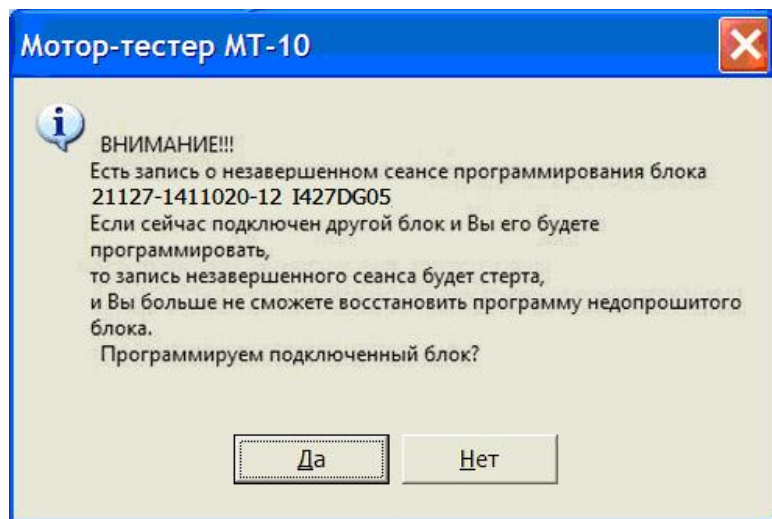 Мотор-тестер МТ-10
ВНИМАНИЕ!!!
Есть запись о незавершенном сеансе программирования блока
21127-1411020-12 I427DG05
Если сейчас подключен другой блок и Вы его будете
программировать,
то запись незавершенного сеанса будет стерта,
и Вы больше не сможете восстановить программу недопрошитого
блока.
Программируем подключенный блок?
Да
Нет